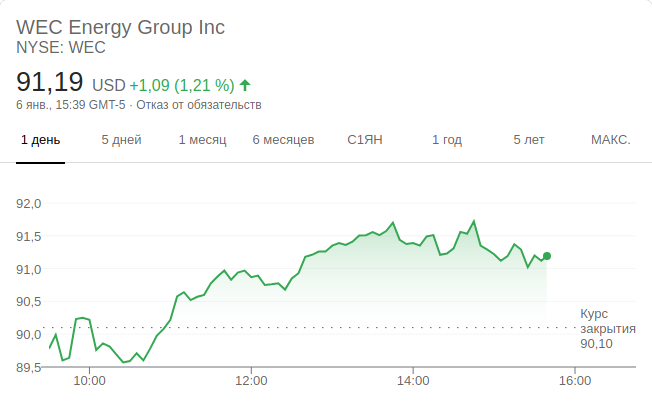 WEC Energy Group Inc
NYSE: WEC
91,19 USD +1,09 (1,21 %)
6 янв., 15:39 GMT-5 · Отказ от обязательств
1 день 5 дней 1 месяц 6 месяцев С1ЯН 1 год 5 лет МАКС.
92,0
91,5
91,0
90,5
90,0
89,5
Курс
закрытия
90,10
10:00 12:00 14:00 16:00